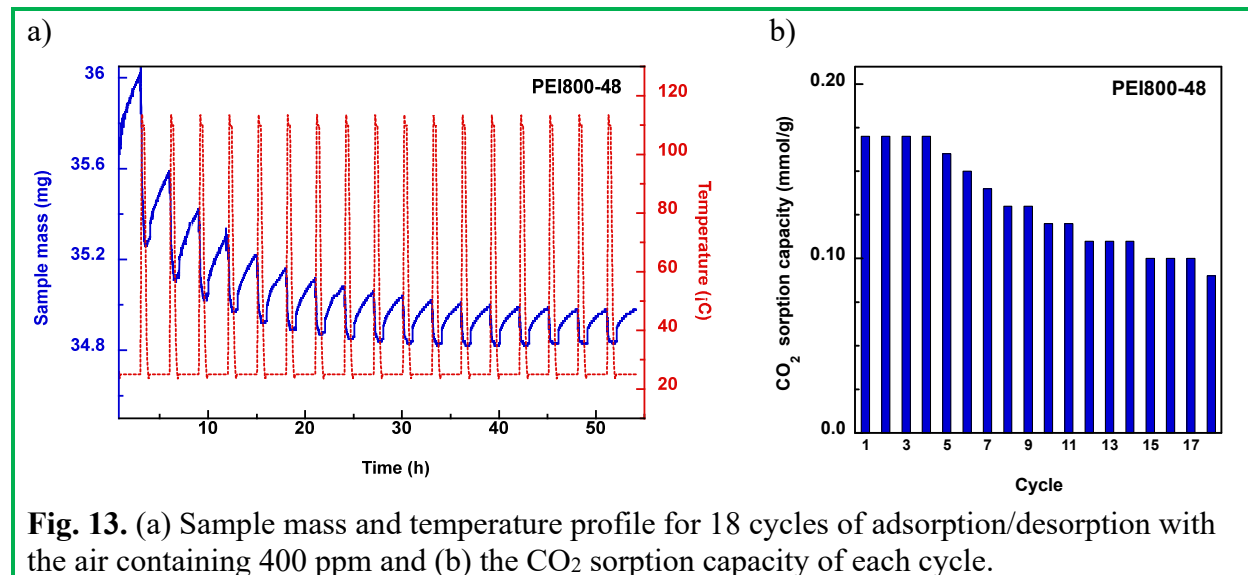 a)
b)
36
35.6
35.2
34.8
Sample mass (mg)
PEI800-48
120
100
80
60
40
20
Temperature (¡C)
10
20
30
40
50
Time (h)
0.20
0.10
0.0
CO₂ sorption capacity (mmol/g)
PEI800-48
1
3
5
7
9
11
13
15
17
Cycle
Fig. 13. (a) Sample mass and temperature profile for 18 cycles of adsorption/desorption with
the air containing 400 ppm and (b) the CO₂ sorption capacity of each cycle.